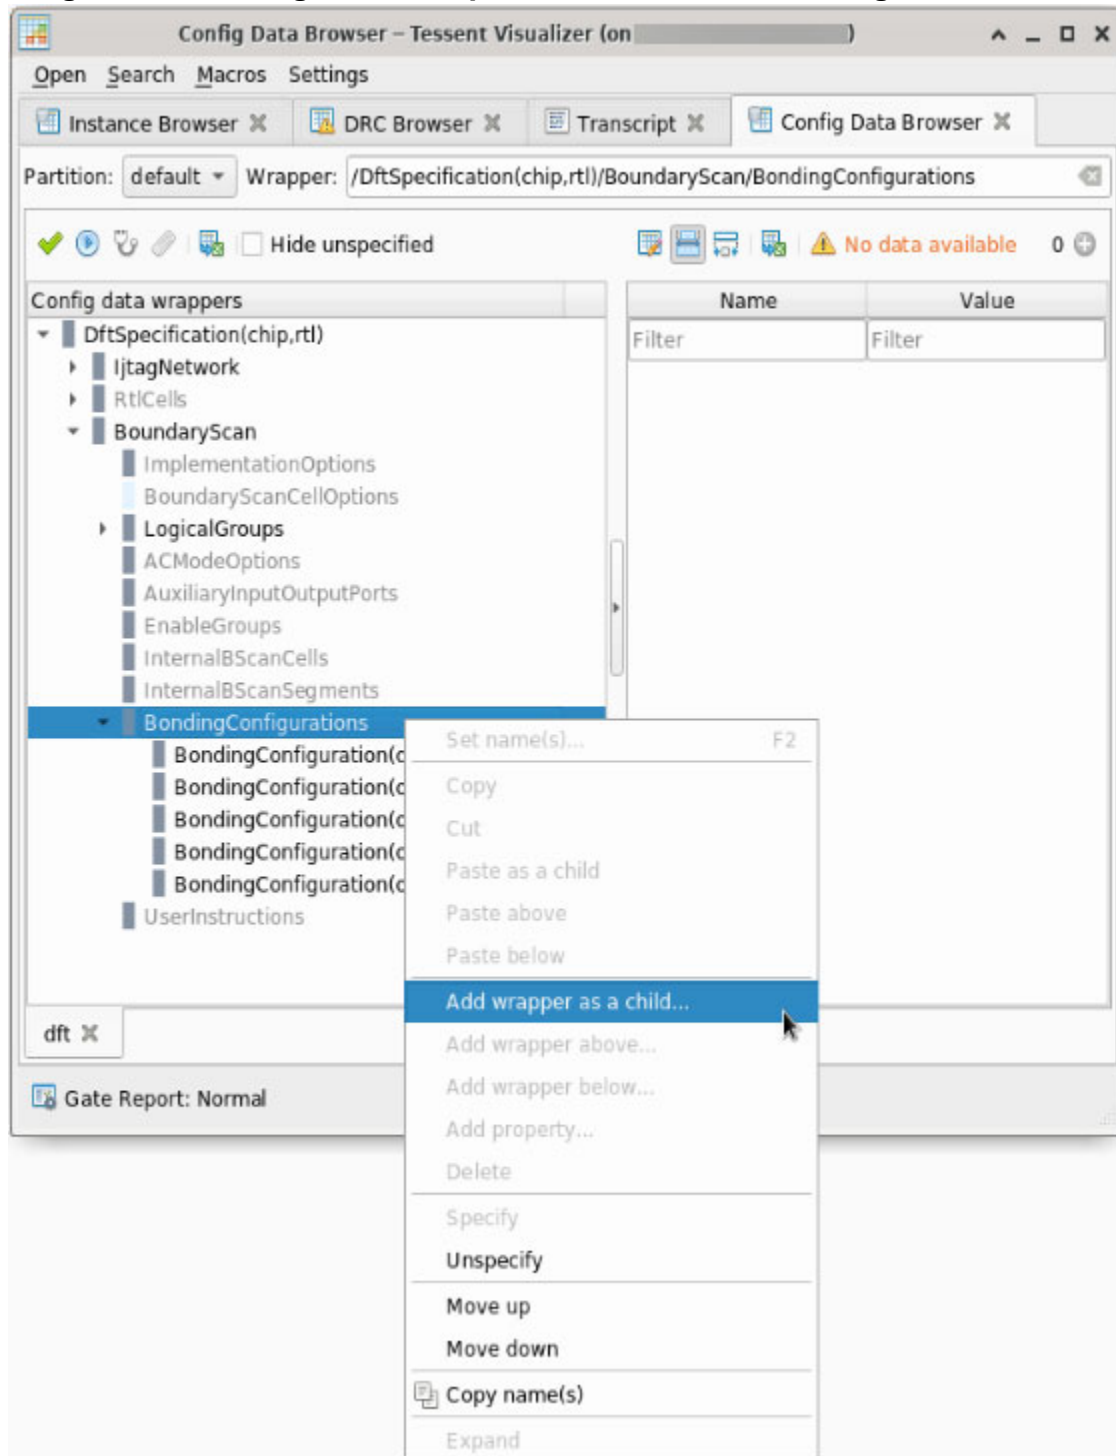 Config Data Browser – Tessent Visualizer (on )
Open Search Macros Settings
Instance Browser DRC Browser Transcript Config Data Browser
Partition: default Wrapper: /DftSpecification(chip,rtl)/BoundaryScan/BondingConfigurations
Hide unspecified No data available 0
Config data wrappers Name Value
DftSpecification(chip,rtl) Filter Filter
IjtagNetwork
RtlCells
BoundaryScan
ImplementationOptions
BoundaryScanCellOptions
LogicalGroups
ACModeOptions
AuxiliaryInputOutputPorts
EnableGroups
InternalBScanCells
InternalBScanSegments
BondingConfigurations
BondingConfiguration(c
BondingConfiguration(c
BondingConfiguration(c
BondingConfiguration(c
BondingConfiguration(c
UserInstructions
dft
Gate Report: Normal
Set name(s)... F2
Copy
Cut
Paste as a child
Paste above
Paste below
Add wrapper as a child...
Add wrapper above...
Add wrapper below...
Add property...
Delete
Specify
Unspecify
Move up
Move down
Copy name(s)
Expand